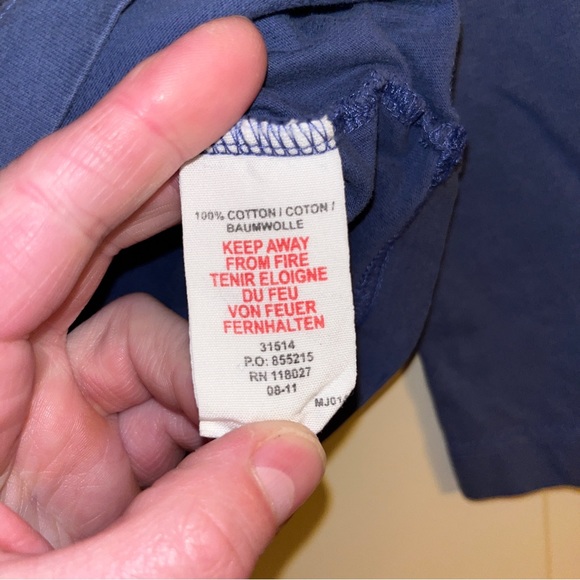 100% COTTON / COTON /
BAUMWOLLE
KEEP AWAY
FROM FIRE
TENIR ELOIGNE
DU FEU
VON FEUER
FERNHALTEN
31514
P.O: 855215
RN 118027
08-11